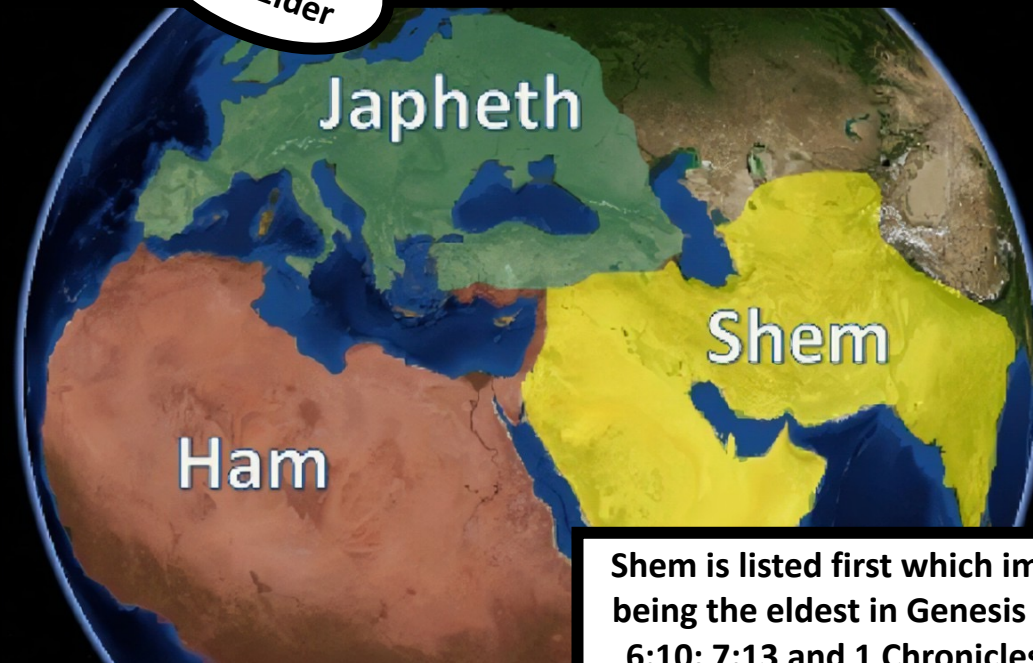 Elder
Japheth
Shem
Ham
Shem is listed first which
being the eldest in Genesis
6:10; 7:13 and 1 Chronicles